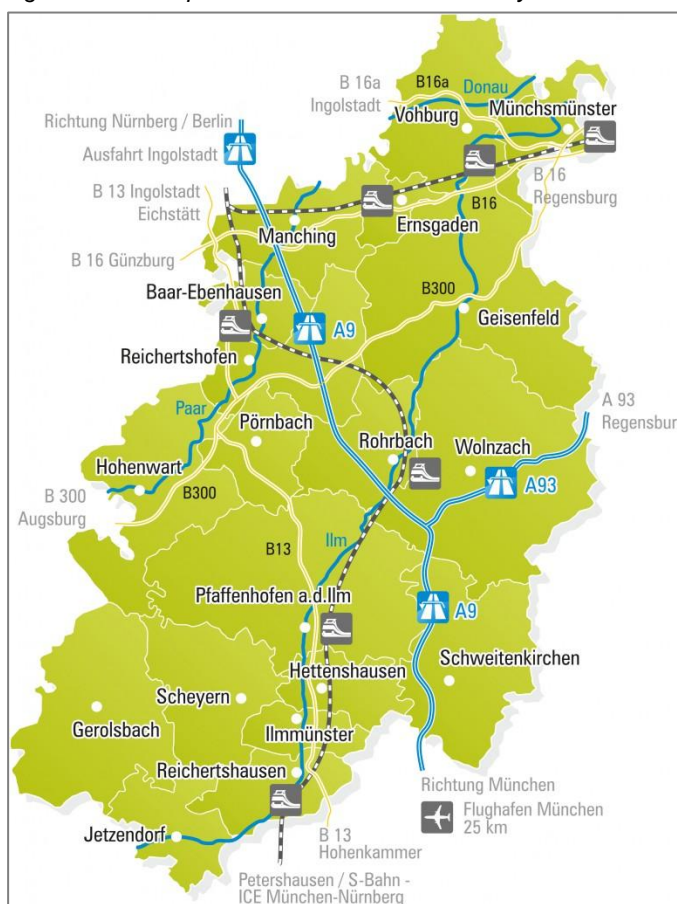 B 16a
Ingolstadt
B16a
Donau
Münchsmünster
Vohburg
Richtung Nürnberg / Berlin
Ausfahrt Ingolstadt
B 13 Ingolstadt
Eichstätt
B 16
Regensburg
B16
Ernsgaden
Manching
B 16 Günzburg
Baar-Ebenhausen
B300
A9
Geisenfeld
Reichertshofen
Paar
Pörnbach
A 93
Regensbur
Rohrbach
Wolnzach
Hohenwart
B 300
Augsburg
B300
A93
B13
Ilm
Pfaffenhofen a.d.Ilm
A9
Hettenshausen
Schweitenkirchen
Scheyern
Gerolsbach
Ilmmünster
Reichertshausen
Richtung München
Flughafen München
25 km
Jetzendorf
B 13
Hohenkammer
Petershausen / S-Bahn -
ICE München-Nürnberg